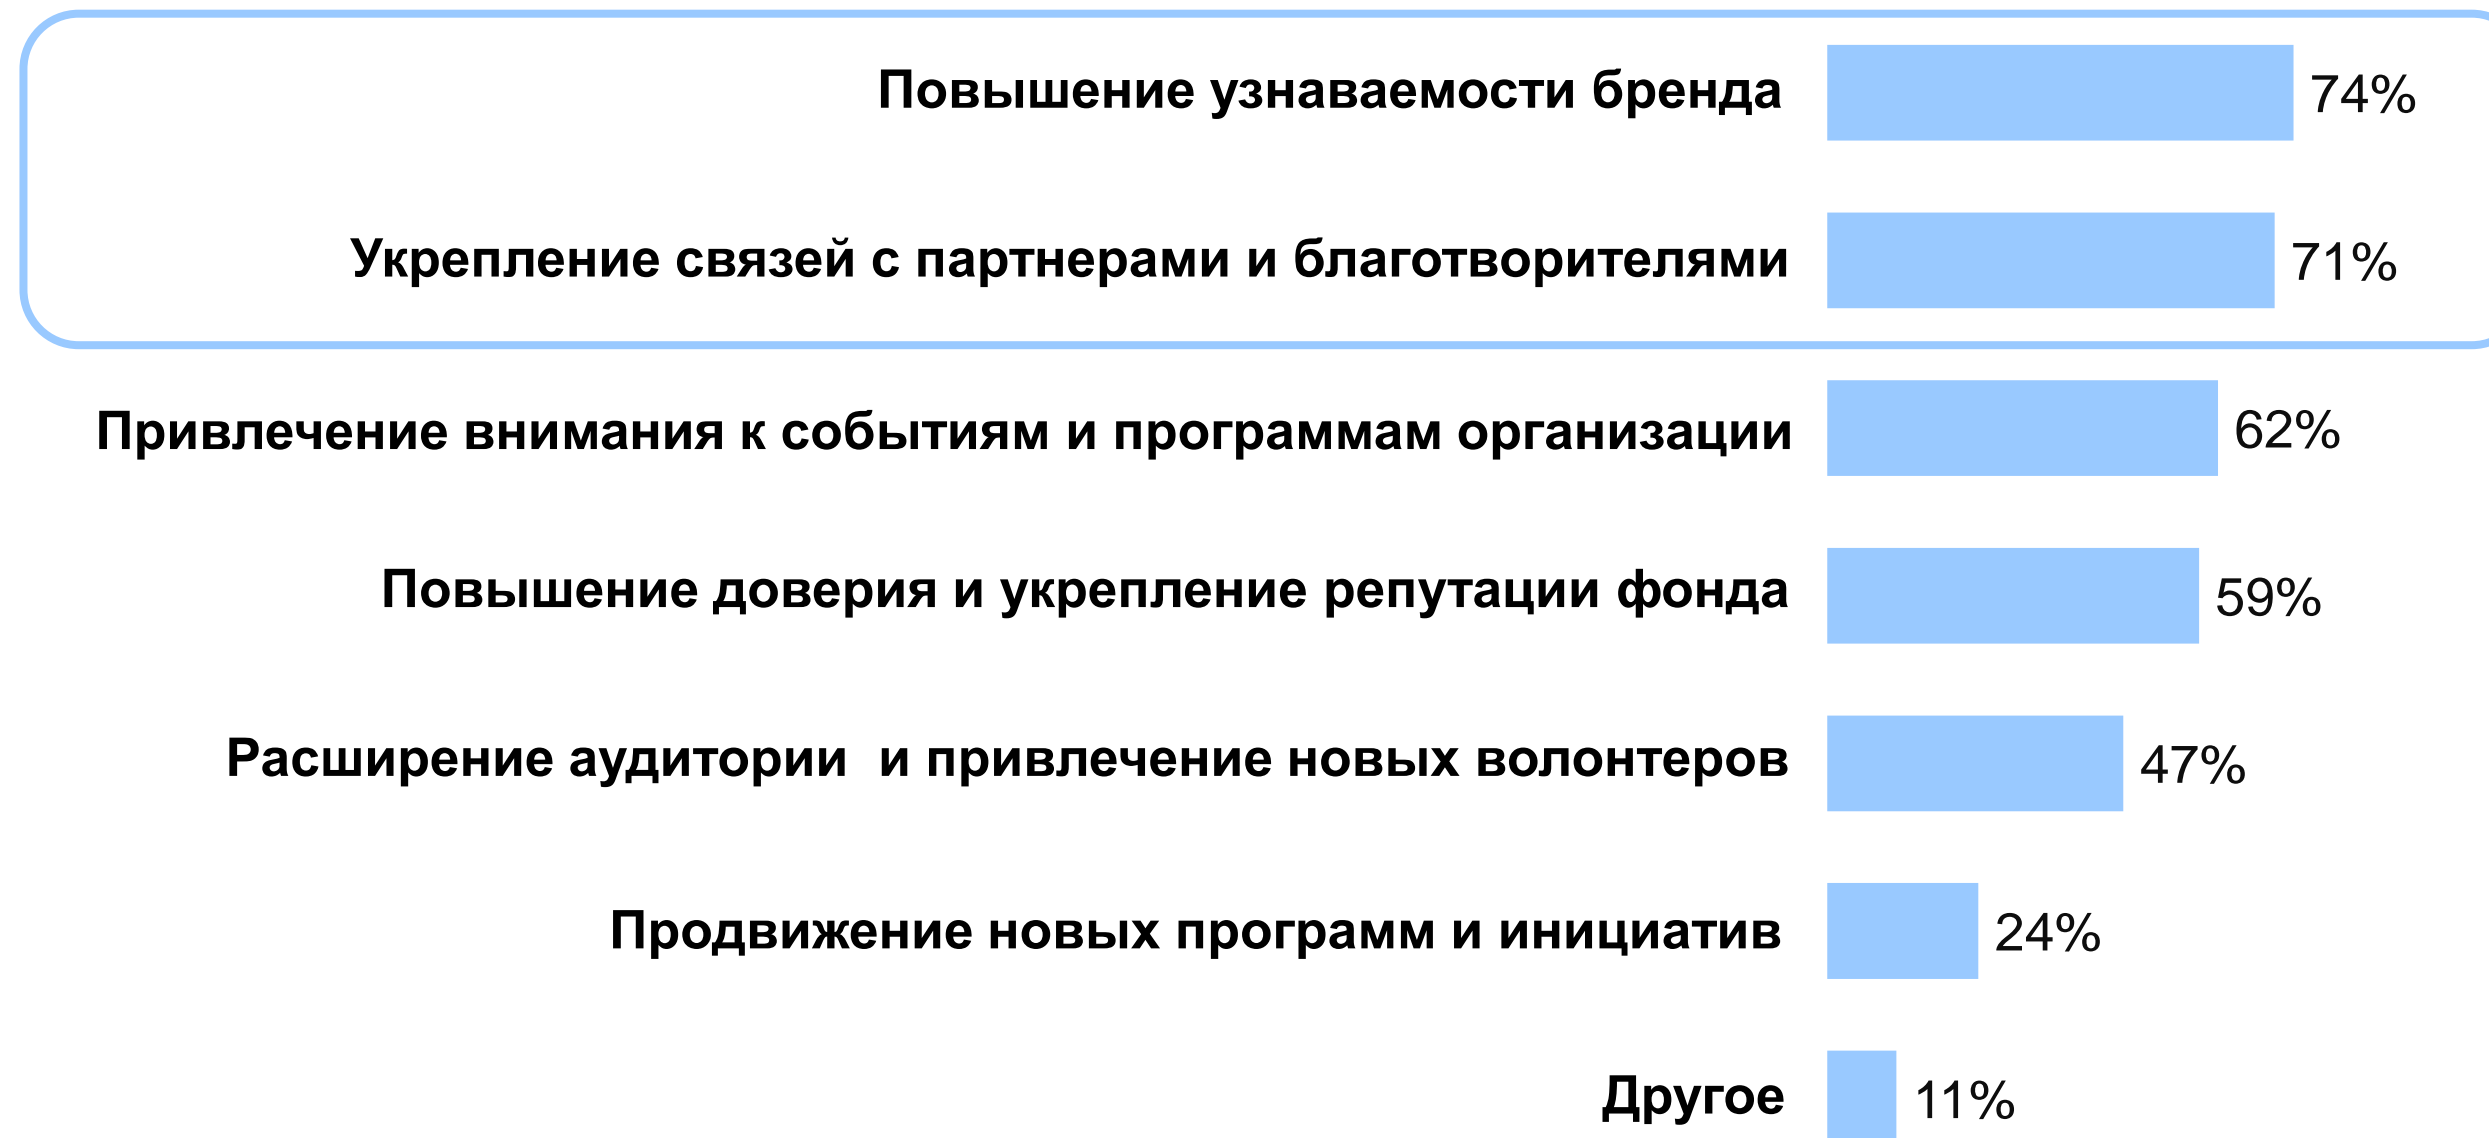 Повышение узнаваемости бренда 74%
Укрепление связей с партнерами и благотворителями 71%
Привлечение внимания к событиям и программам организации 62%
Повышение доверия и укрепление репутации фонда 59%
Расширение аудитории  и привлечение новых волонтеров 47%
Продвижение новых программ и инициатив 24%
Другое 11%